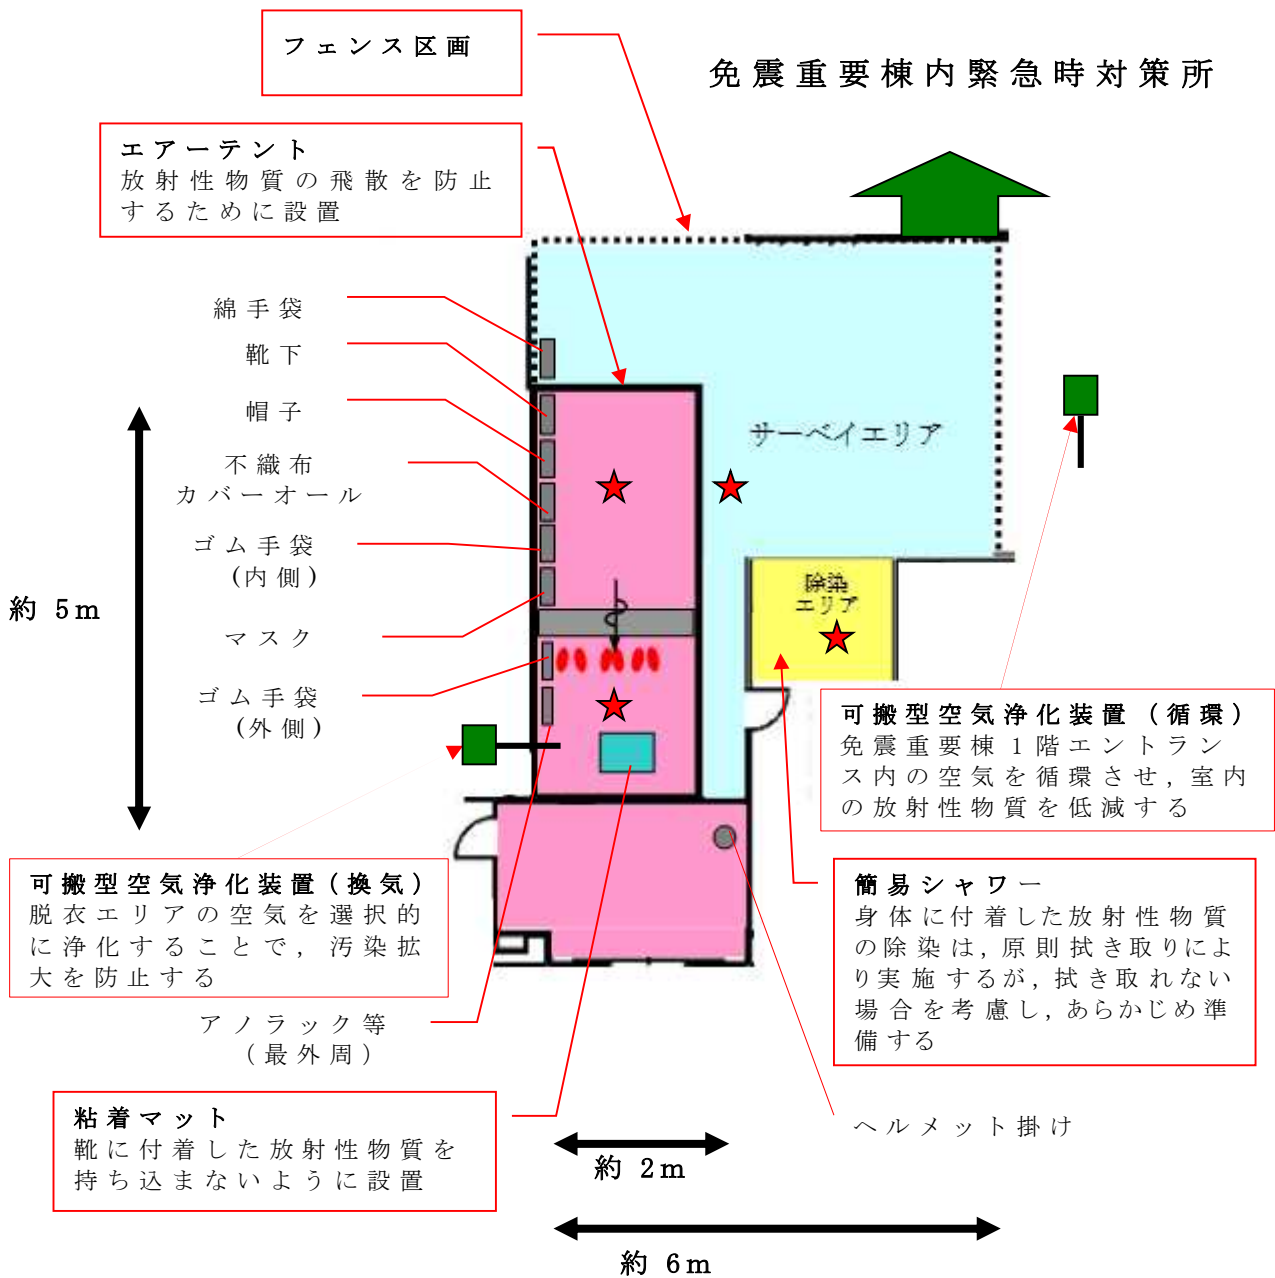 フェンス区画
免震重要棟内緊急時対策所
エアーテント
放射性物質の飛散を防止
するために設置
綿手袋
靴下
帽子
不織布
カバーオール
ゴム手袋
(内側)
マスク
ゴム手袋
(外側)
約 5m
サーベイエリア
除染
エリア
可搬型空気浄化装置(循環)
免震重要棟1階エントラン
ス内の空気を循環させ,室内
の放射性物質を低減する
可搬型空気浄化装置(換気)
脱衣エリアの空気を選択的
に浄化することで,汚染拡
大を防止する
簡易シャワー
身体に付着した放射性物質
の除染は,原則拭き取りによ
り実施するが,拭き取れない
場合を考慮し,あらかじめ準
備する
アノラック等
(最外周)
粘着マット
靴に付着した放射性物質を
持ち込まないように設置
ヘルメット掛け
約 2m
約 6m